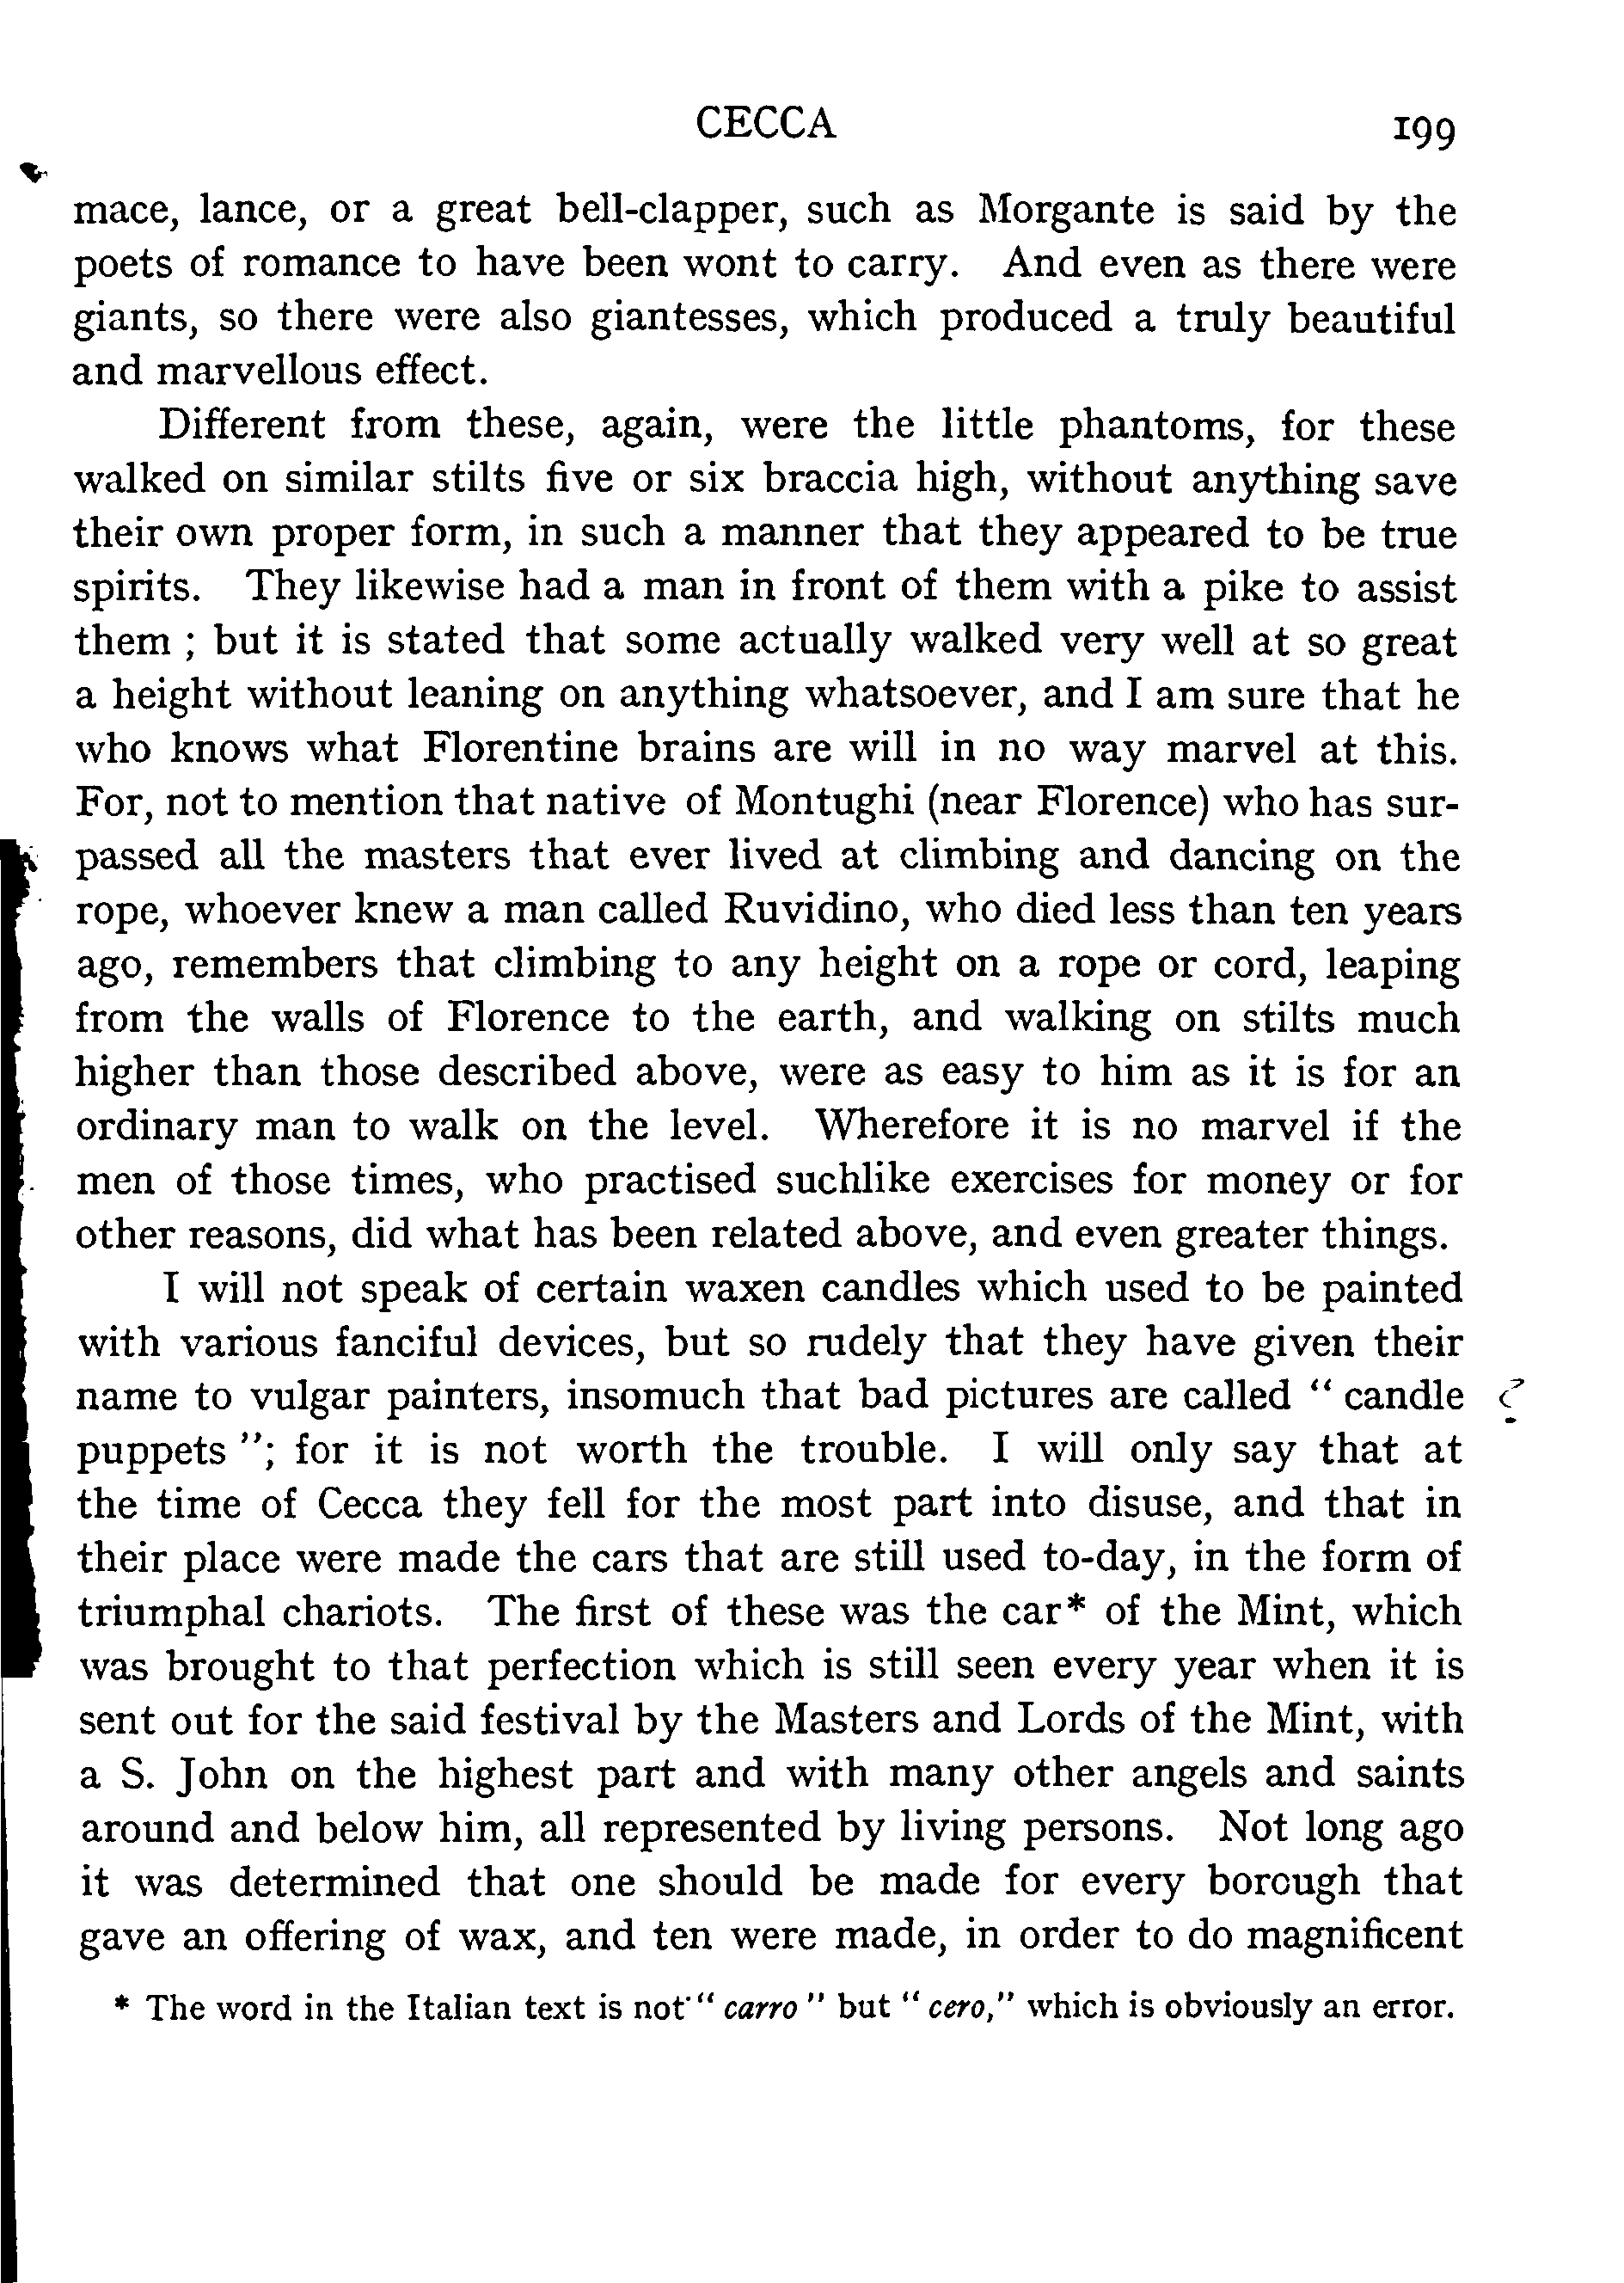 CECCA 199
mace, lance, or a great bell-clapper, such as Morgante is said by the
poets of romance to have been wont to carry. And even as there were
giants, so there were also giantesses, which produced a truly beautiful
and marvellous effect.
Different from these, again, were the little phantoms, for these
walked on similar stilts five or six braccia high, without anything save
their own proper form, in such a manner that they appeared to be true
spirits. They likewise had a man in front of them with a pike to assist
them ; but it is stated that some actually walked very well at so great
a height without leaning on anything whatsoever, and I am sure that he
who knows what Florentine brains are will in no way marvel at this.
For, not to mention that native of Montughi (near Florence) who has sur-
passed all the masters that ever lived at climbing and dancing on the
rope, whoever knew a man called Ruvidino, who died less than ten years
ago, remembers that climbing to any height on a rope or cord, leaping
from the walls of Florence to the earth, and walking on stilts much
higher than those described above, were as easy to him as it is for an
ordinary man to walk on the level. Wherefore it is no marvel if the
men of those times, who practised suchlike exercises for money or for
other reasons, did what has been related above, and even greater things.
I will not speak of certain waxen candles which used to be painted
with various fanciful devices, but so rudely that they have given their
name to vulgar painters, insomuch that bad pictures are called “ candle ?
puppets ”; for it is not worth the trouble. I will only say that at
the time of Cecca they fell for the most part into disuse, and that in
their place were made the cars that are still used to-day, in the form of
triumphal chariots. The first of these was the car* of the Mint, which
was brought to that perfection which is still seen every year when it is
sent out for the said festival by the Masters and Lords of the Mint, with
a S. John on the highest part and with many other angels and saints
around and below him, all represented by living persons. Not long ago
it was determined that one should be made for every borough that
gave an offering of wax, and ten were made, in order to do magnificent
* The word in the Italian text is not “ carro ” but “ cero,” which is obviously an error.